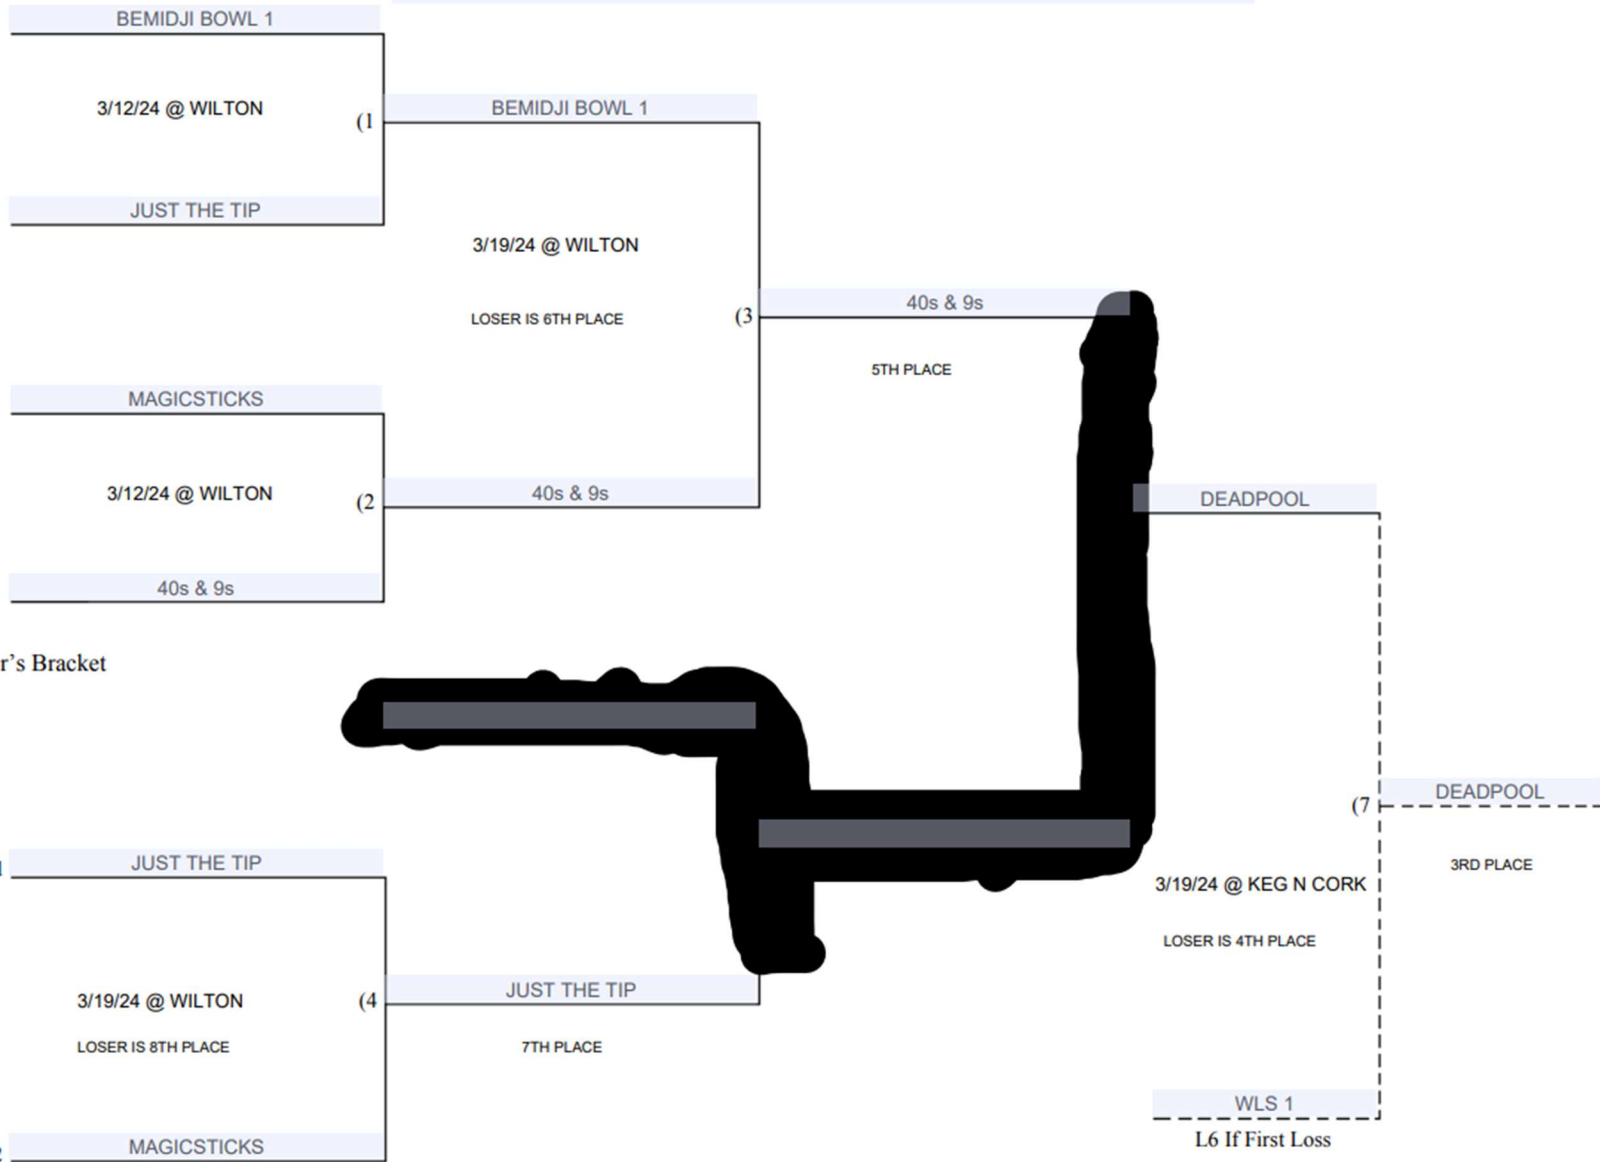 BEMIDJI BOWL 1
3/12/24 @ WILTON
(1
BEMIDJI BOWL 1
JUST THE TIP
3/19/24 @ WILTON
40s & 9s
(3
LOSER IS 6TH PLACE
5TH PLACE
MAGICSTICKS
3/12/24 @ WILTON
(2
40s & 9s
DEADPOOL
40s & 9s
r's Bracket
DEADPOOL
(7
JUST THE TIP
3RD PLACE
3/19/24 @ KEG N CORK
LOSER IS 4TH PLACE
JUST THE TIP
3/19/24 @ WILTON
(4
LOSER IS 8TH PLACE
7TH PLACE
WLS 1
MAGICSTICKS
L6 If First Loss